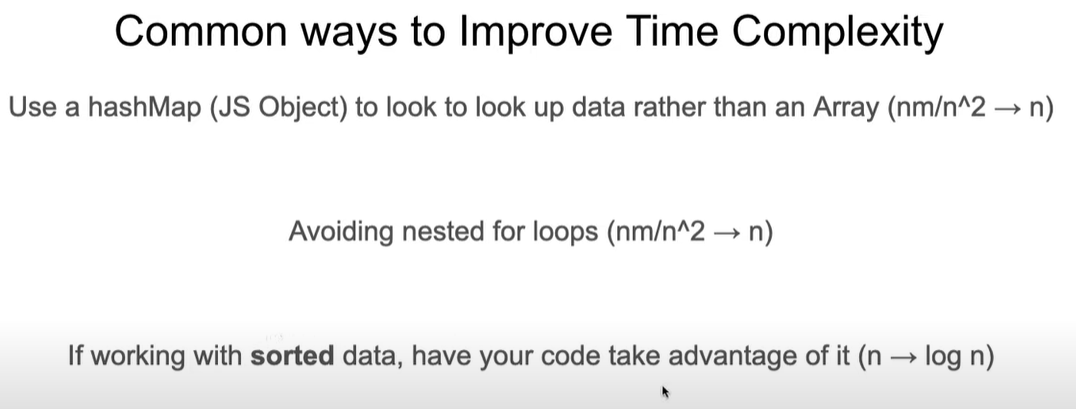 Common ways to Improve Time Complexity
Use a hashMap (JS Object) to look to look up data rather than an Array (nm/n^2 → n)
Avoiding nested for loops (nm/n^2 → n)
If working with sorted data, have your code take advantage of it (n → log n)